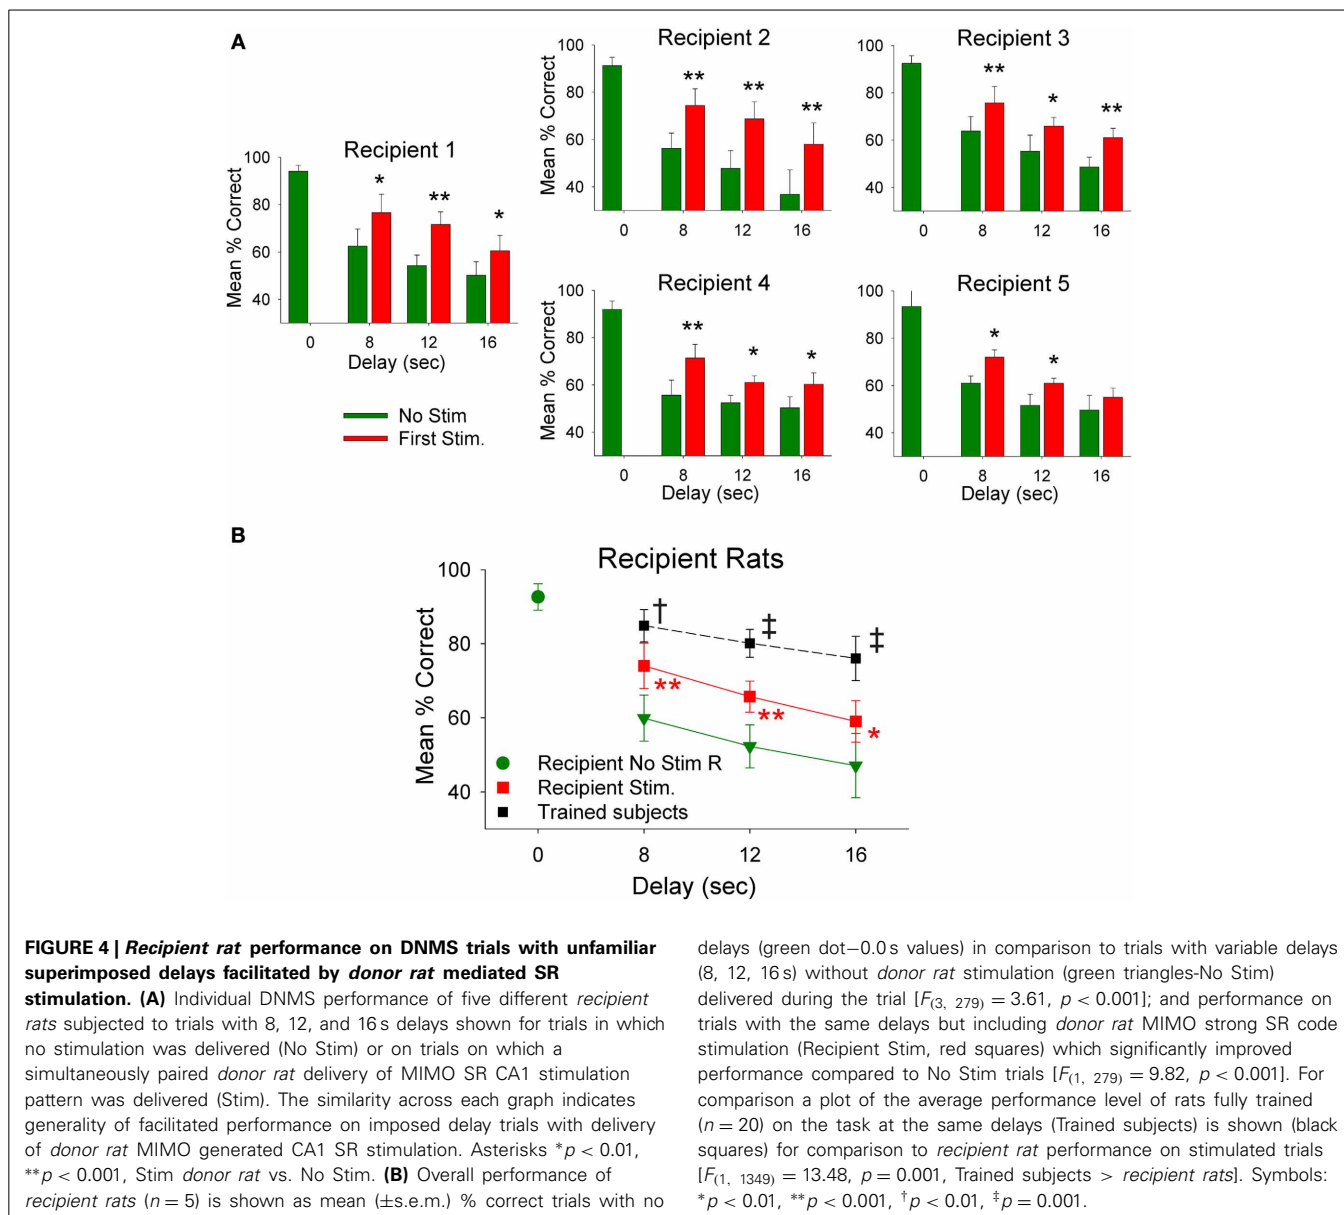 A
Recipient 1
Mean % Correct
100
80
60
40
*
**
*
0
8
12
16
Delay (sec)
No Stim
First Stim.
Recipient 2
Mean % Correct
100
80
60
40
**
**
**
0
8
12
16
Recipient 3
100
80
60
40
**
*
**
0
8
12
16
Recipient 4
Mean % Correct
100
80
60
40
**
*
*
0
8
12
16
Delay (sec)
Recipient 5
100
80
60
40
*
*
0
8
12
16
Delay (sec)
B
Recipient Rats
Mean % Correct
100
80
60
40
†
‡
‡
**
**
*
Recipient No Stim R
Recipient Stim.
Trained subjects
0
8
12
16
Delay (sec)
FIGURE 4 | Recipient rat performance on DNMS trials with unfamiliar
superimposed delays facilitated by donor rat mediated SR
stimulation. (A) Individual DNMS performance of five different recipient
rats subjected to trials with 8, 12, and 16 s delays shown for trials in which
no stimulation was delivered (No Stim) or on trials on which a
simultaneously paired donor rat delivery of MIMO SR CA1 stimulation
pattern was delivered (Stim). The similarity across each graph indicates
generality of facilitated performance on imposed delay trials with delivery
of donor rat MIMO generated CA1 SR stimulation. Asterisks *p < 0.01,
**p < 0.001, Stim donor rat vs. No Stim. (B) Overall performance of
recipient rats (n = 5) is shown as mean (±s.e.m.) % correct trials with no
delays (green dot−0.0 s values) in comparison to trials with variable delays
(8, 12, 16 s) without donor rat stimulation (green triangles-No Stim)
delivered during the trial [F(3, 279) = 3.61, p < 0.001]; and performance on
trials with the same delays but including donor rat MIMO strong SR code
stimulation (Recipient Stim, red squares) which significantly improved
performance compared to No Stim trials [F(1, 279) = 9.82, p < 0.001]. For
comparison a plot of the average performance level of rats fully trained
(n = 20) on the task at the same delays (Trained subjects) is shown (black
squares) for comparison to recipient rat performance on stimulated trials
[F(1, 1349) = 13.48, p = 0.001, Trained subjects > recipient rats]. Symbols:
*p < 0.01, **p < 0.001, †p < 0.01, ‡p = 0.001.